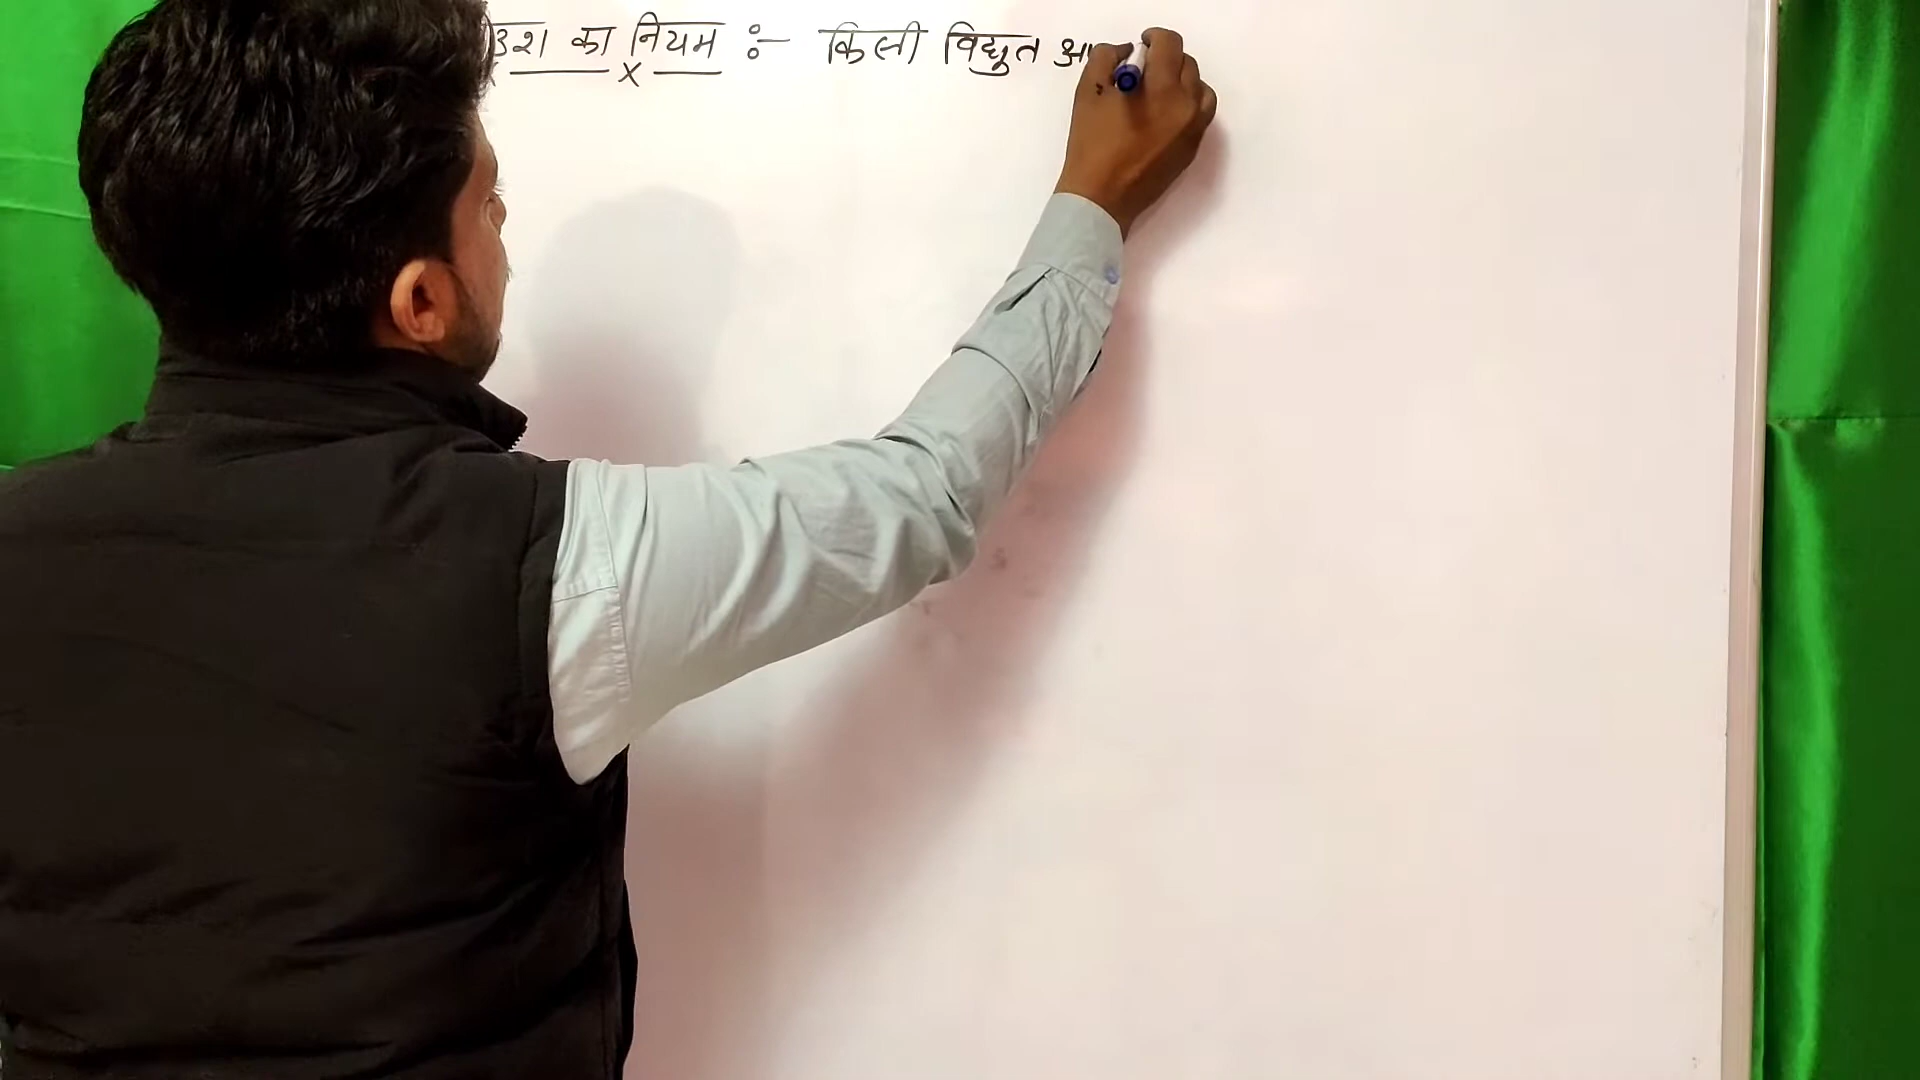 का नियम :- किसी विद्युत